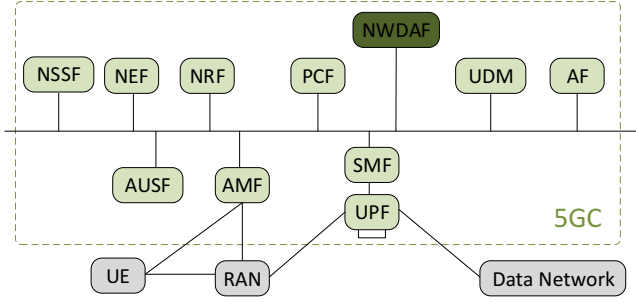 NWDAF
NSSF
NEF
NRF
PCF
UDM
AF
AUSF
AMF
SMF
UPF
5GC
UE
RAN
Data Network